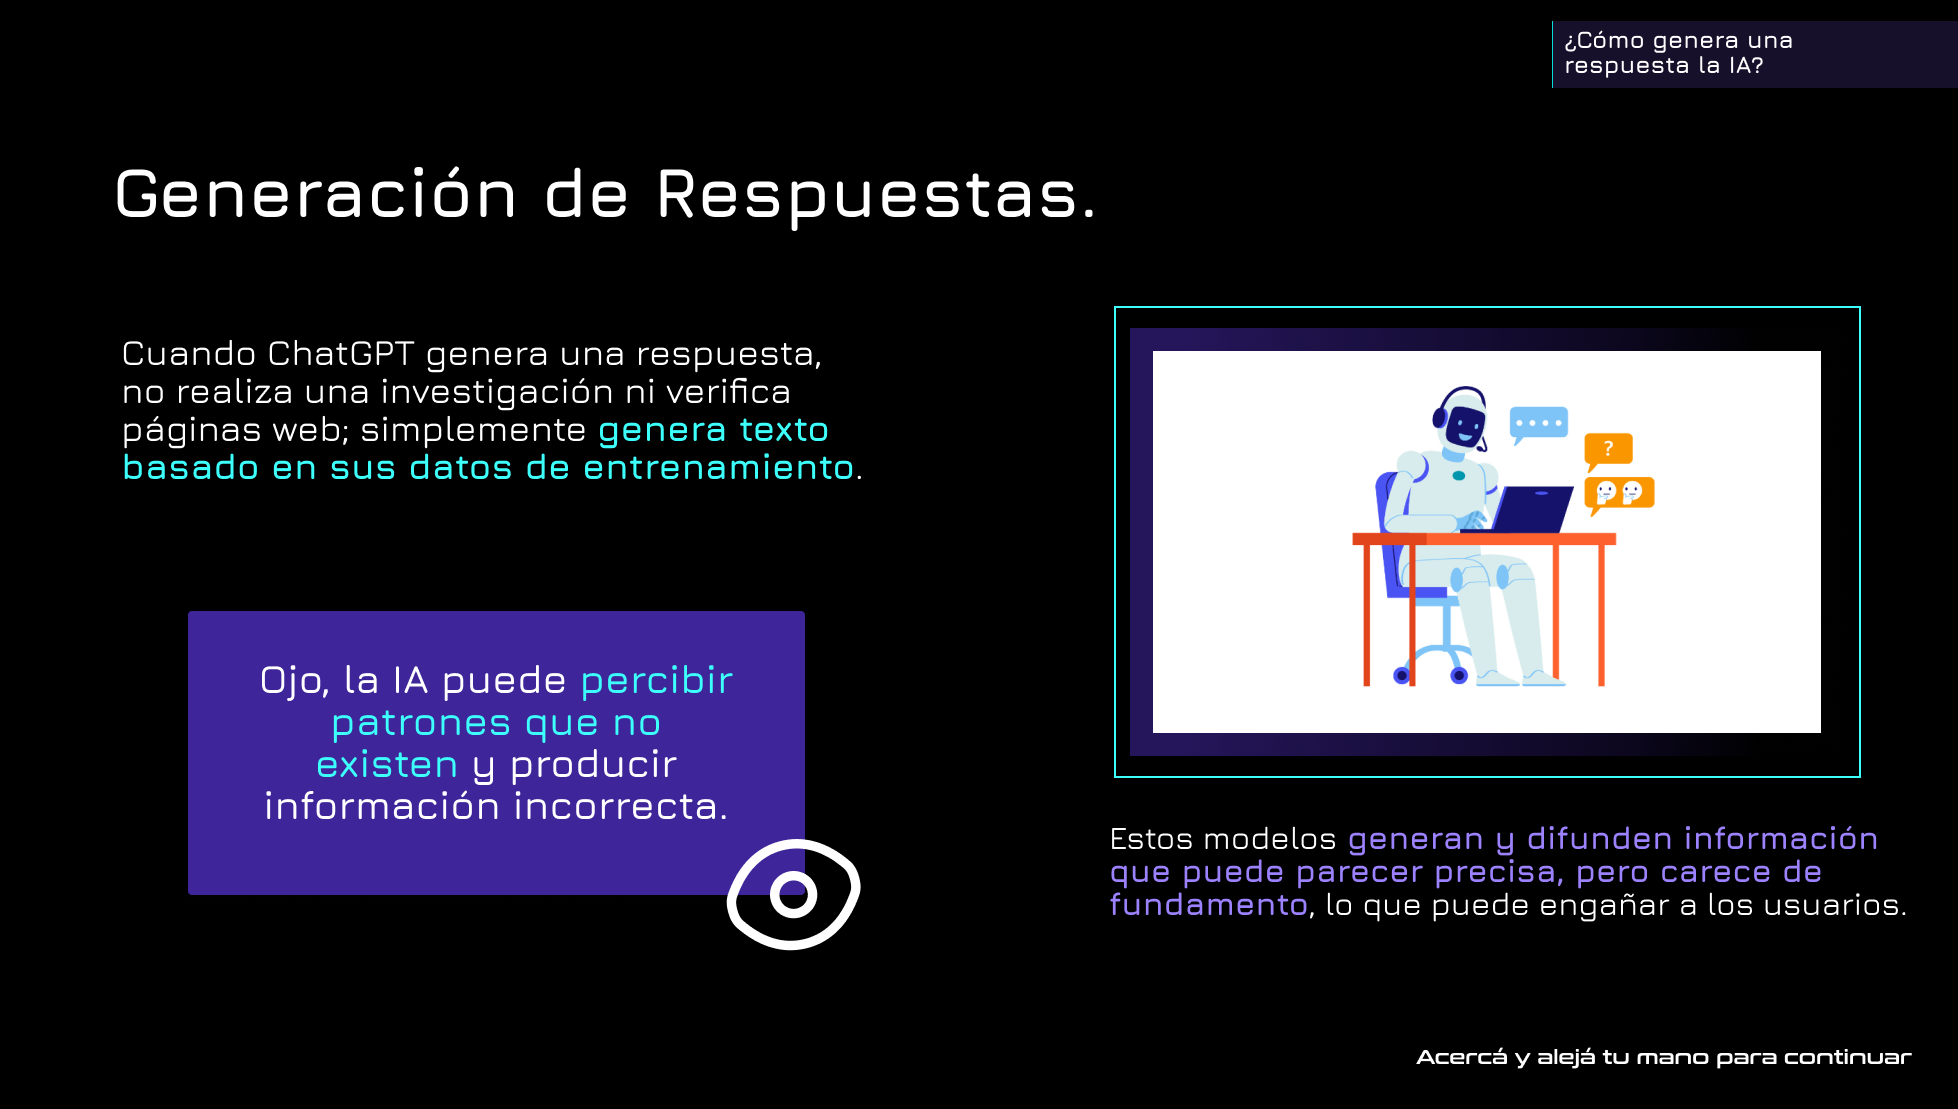 ¿Cómo genera una
respuesta la IA?
Generación de Respuestas.
Cuando ChatGPT genera una respuesta,
no realiza una investigación ni verifica
páginas web; simplemente genera texto
basado en sus datos de entrenamiento.
Ojo, la IA puede percibir
patrones que no
existen y producir
información incorrecta.
?
Estos modelos generan y difunden información
que puede parecer precisa, pero carece de
fundamento, lo que puede engañar a los usuarios.
Acercá y alejá tu mano para continuar